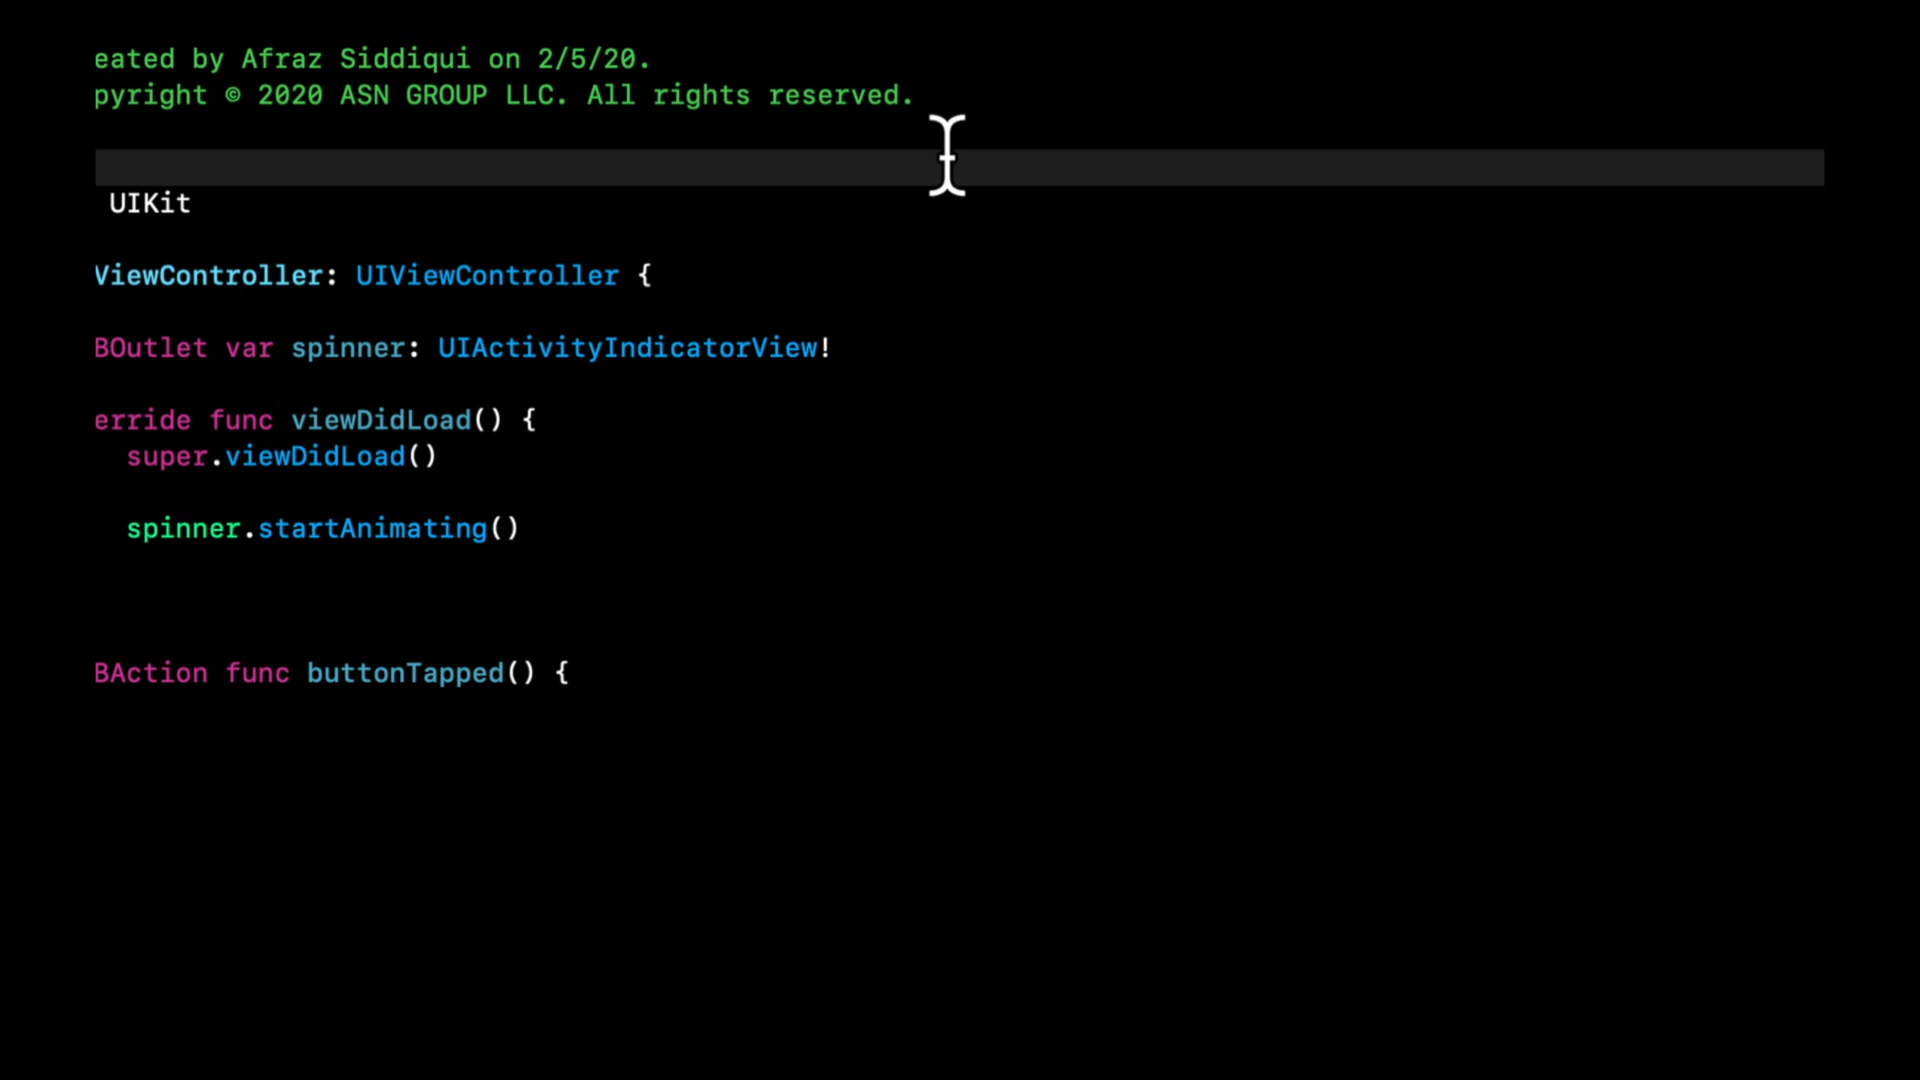 eated by Afraz Siddiqui on 2/5/20.
pyright © 2020 ASN GROUP LLC. All rights reserved.
UIKit
ViewController: UIViewController {
BOutlet var spinner: UIActivityIndicatorView!
erride func viewDidLoad() {
super.viewDidLoad()
spinner.startAnimating()
BAction func buttonTapped() {